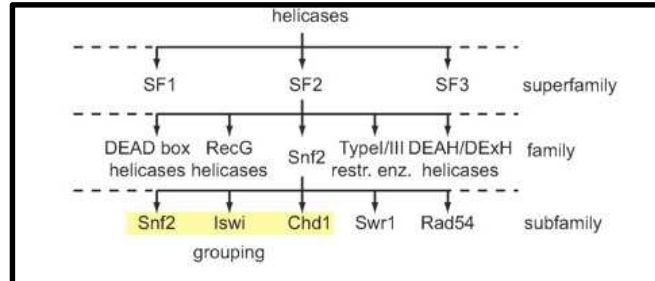 helicases
SF1 SF2 SF3 superfamily
DEAD box RecG Snf2 TypeI/III DEAH/DExH family
helicases helicases restr. enz. helicases
Snf2 Iswi Chd1 Swr1 Rad54 subfamily
grouping